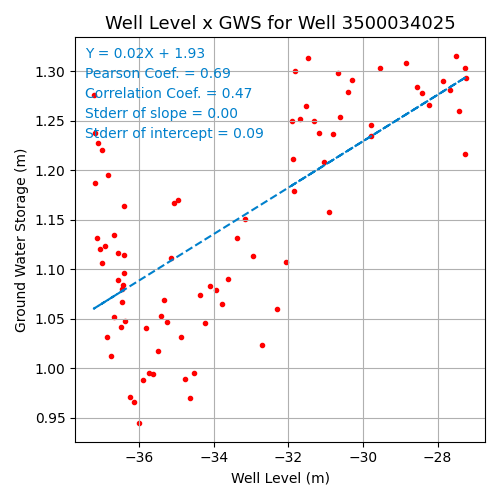 Well Level x GWS for Well 3500034025
Y = 0.02X + 1.93
Pearson Coef. = 0.69
Correlation Coef. = 0.47
Stderr of slope = 0.00
Stderr of intercept = 0.09
Ground Water Storage (m)
1.30
1.25
1.20
1.15
1.10
1.05
1.00
0.95
−36 −34 −32 −30 −28
Well Level (m)